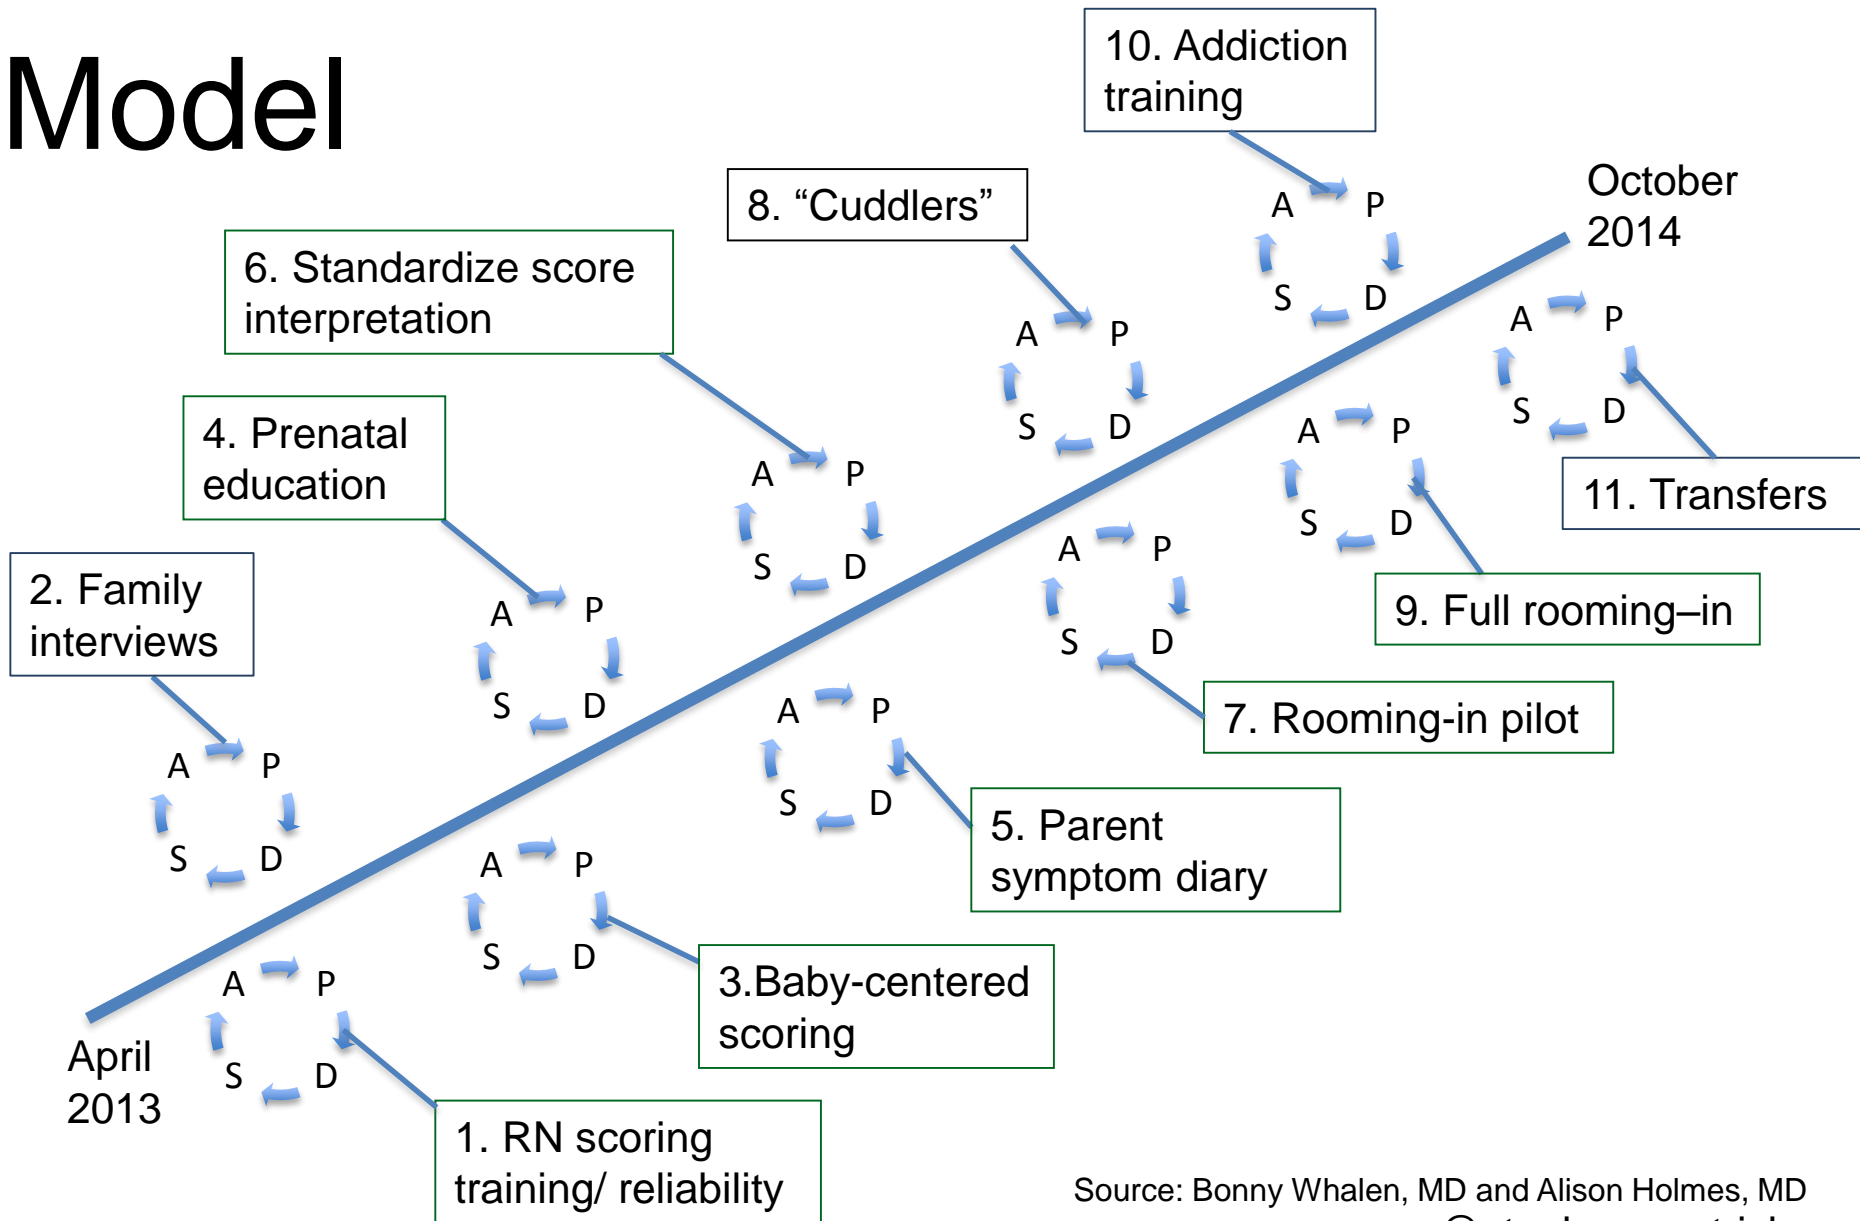 Model
10. Addiction
training
October
2014
8. “Cuddlers”
A P
S D
6. Standardize score
interpretation
A P
S D
A P
S D
4. Prenatal
education
A P
S D
A P
S D
11. Transfers
2. Family
interviews
A P
S D
A P
S D
9. Full rooming–in
A P
S D
7. Rooming-in pilot
A P
S D
A P
S D
5. Parent
symptom diary
A P
S D
3.Baby-centered
scoring
April
2013
1. RN scoring
training/ reliability
Source: Bonny Whalen, MD and Alison Holmes, MD